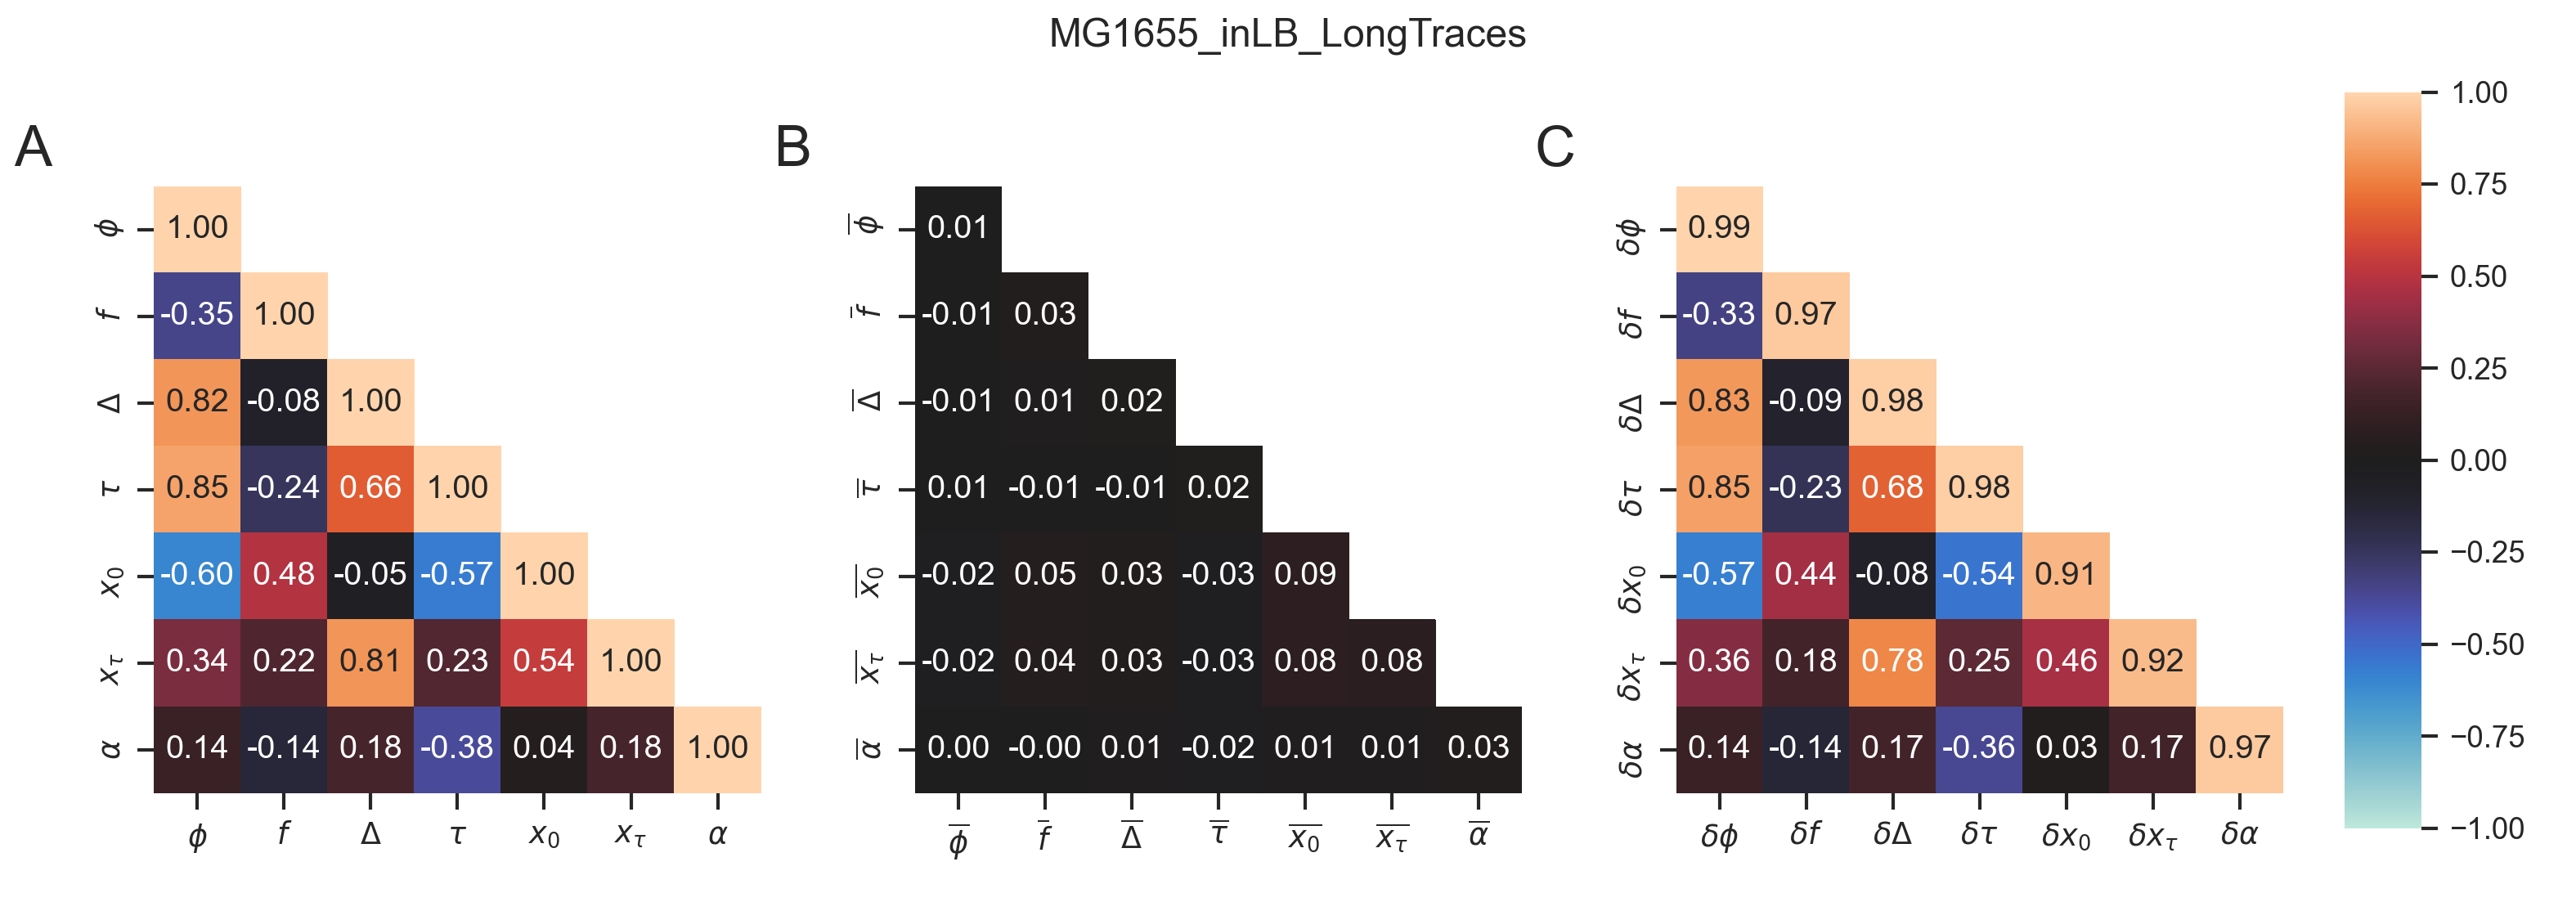 MG1655_inLB_LongTraces
A
ϕ 1.00
f -0.35 1.00
Δ 0.82 -0.08 1.00
τ 0.85 -0.24 0.66 1.00
x₀ -0.60 0.48 -0.05 -0.57 1.00
x_τ 0.34 0.22 0.81 0.23 0.54 1.00
α 0.14 -0.14 0.18 -0.38 0.04 0.18 1.00
ϕ f Δ τ x₀ x_τ α
B
ϕ̅ 0.01
f̅ -0.01 0.03
Δ̅ -0.01 0.01 0.02
τ̅ 0.01 -0.01 -0.01 0.02
x̅₀ -0.02 0.05 0.03 -0.03 0.09
x̅_τ -0.02 0.04 0.03 -0.03 0.08 0.08
α̅ 0.00 -0.00 0.01 -0.02 0.01 0.01 0.03
ϕ̅ f̅ Δ̅ τ̅ x̅₀ x̅_τ α̅
C
δϕ 0.99
δf -0.33 0.97
δΔ 0.83 -0.09 0.98
δτ 0.85 -0.23 0.68 0.98
δx₀ -0.57 0.44 -0.08 -0.54 0.91
δx_τ 0.36 0.18 0.78 0.25 0.46 0.92
δα 0.14 -0.14 0.17 -0.36 0.03 0.17 0.97
δϕ δf δΔ δτ δx₀ δx_τ δα
1.00
0.75
0.50
0.25
0.00
−0.25
−0.50
−0.75
−1.00